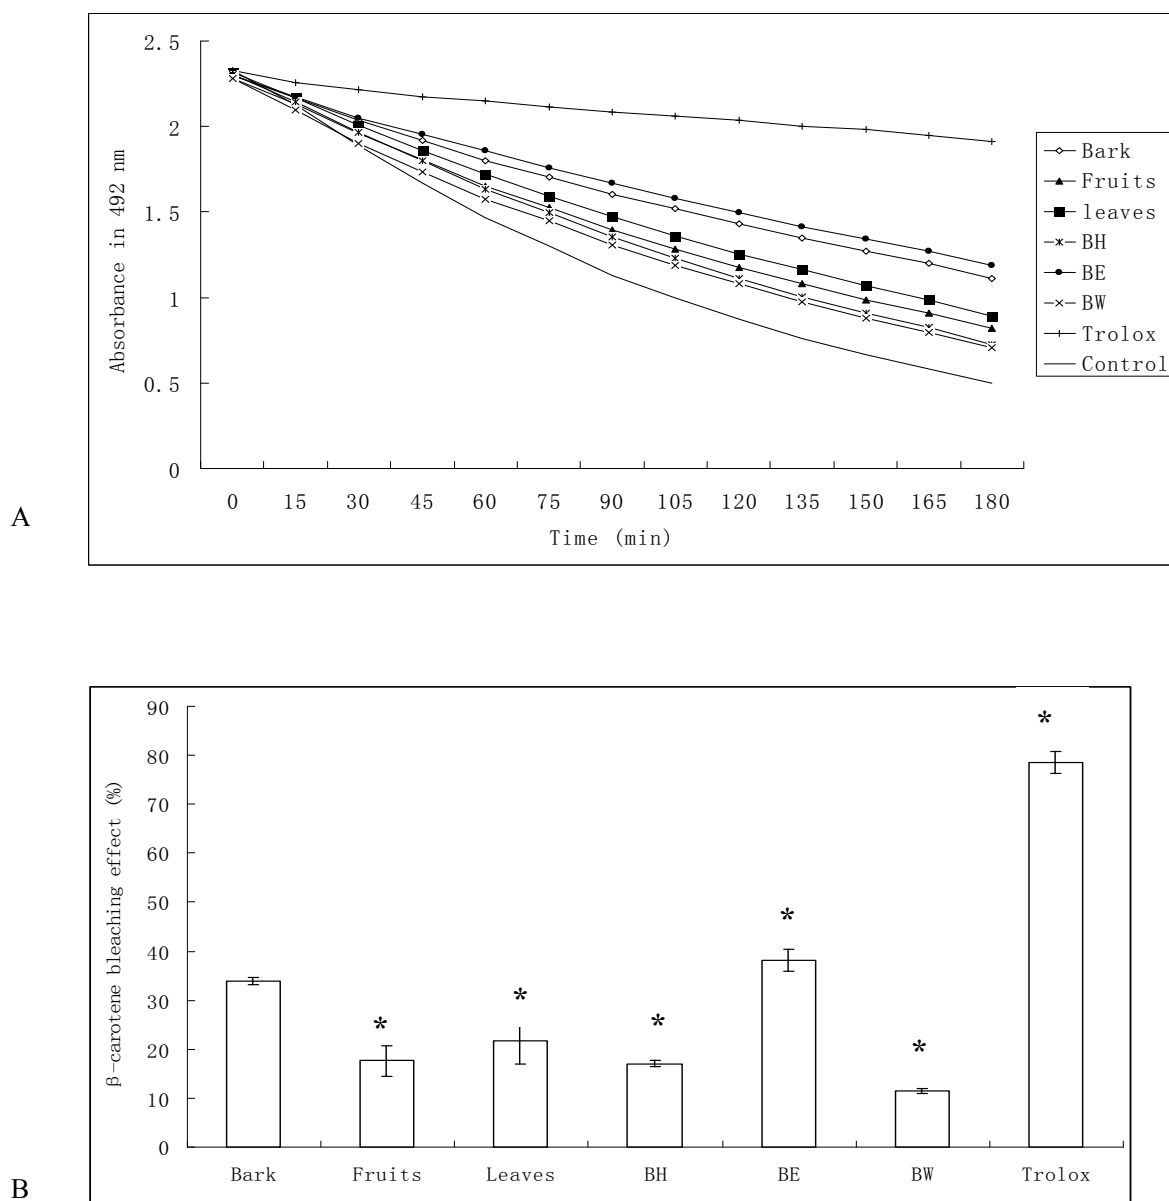 2.5
2
1.5
1
0.5
0
Absorbance in 492 nm
0 15 30 45 60 75 90 105 120 135 150 165 180
Time (min)
Bark
Fruits
leaves
BH
BE
BW
Trolox
Control
A
90
80
70
60
50
40
30
20
10
0
β-carotene bleaching effect (%)
* * * * * *
Bark Fruits Leaves BH BE BW Trolox
B